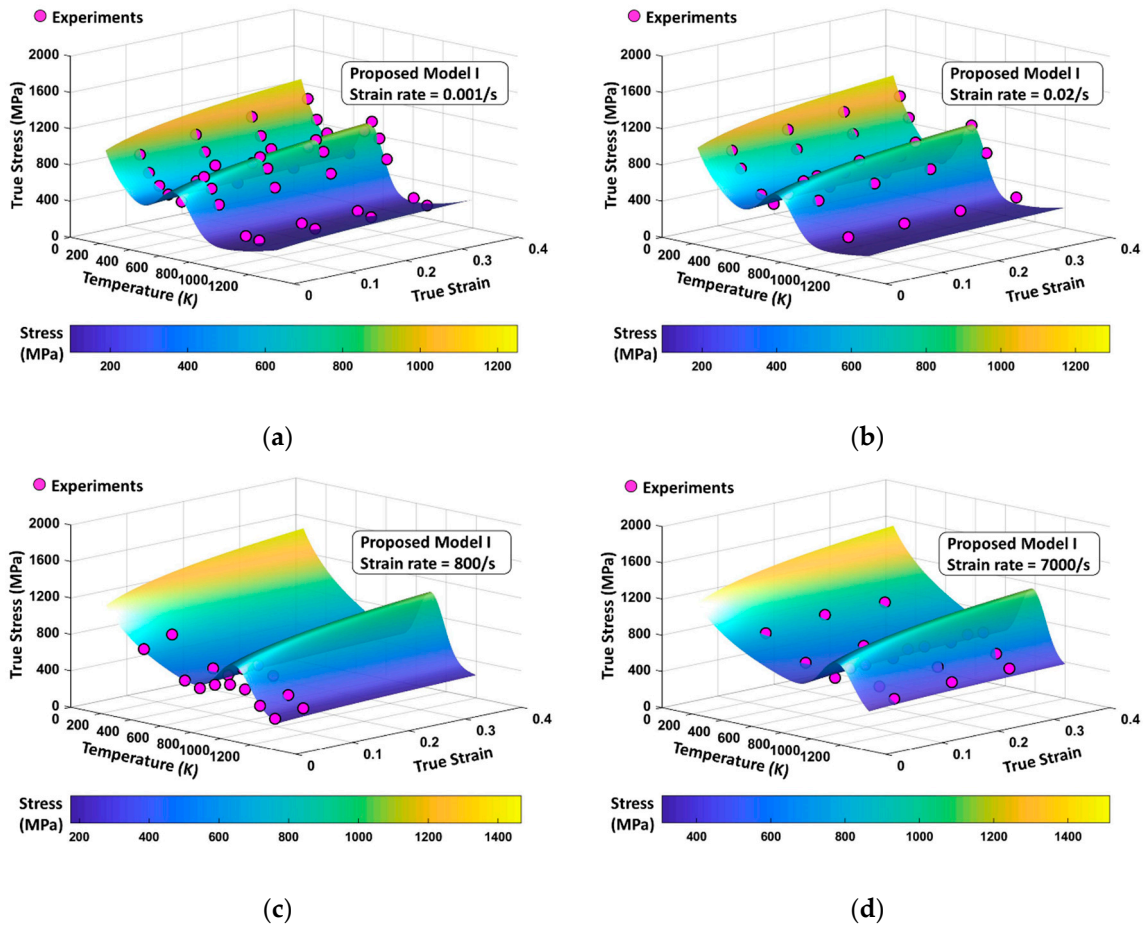 Experiments
2000
1600
1200
800
400
0
True Stress (MPa)
Proposed Model I
Strain rate = 0.001/s
0
200
400
600
800
1000
1200
Temperature (K)
0
0.1
0.2
0.3
0.4
True Strain
Stress
(MPa)
200 400 600 800 1000 1200
(a)
Experiments
2000
1600
1200
800
400
0
True Stress (MPa)
Proposed Model I
Strain rate = 0.02/s
0
200
400
600
800
1000
1200
Temperature (K)
0
0.1
0.2
0.3
0.4
True Strain
Stress
(MPa)
200 400 600 800 1000 1200
(b)
Experiments
2000
1600
1200
800
400
0
True Stress (MPa)
Proposed Model I
Strain rate = 800/s
0
200
400
600
800
1000
1200
Temperature (K)
0
0.1
0.2
0.3
0.4
True Strain
Stress
(MPa)
200 400 600 800 1000 1200 1400
(c)
Experiments
2000
1600
1200
800
400
0
True Stress (MPa)
Proposed Model I
Strain rate = 7000/s
0
200
400
600
800
1000
1200
Temperature (K)
0
0.1
0.2
0.3
0.4
True Strain
Stress
(MPa)
400 600 800 1000 1200 1400
(d)